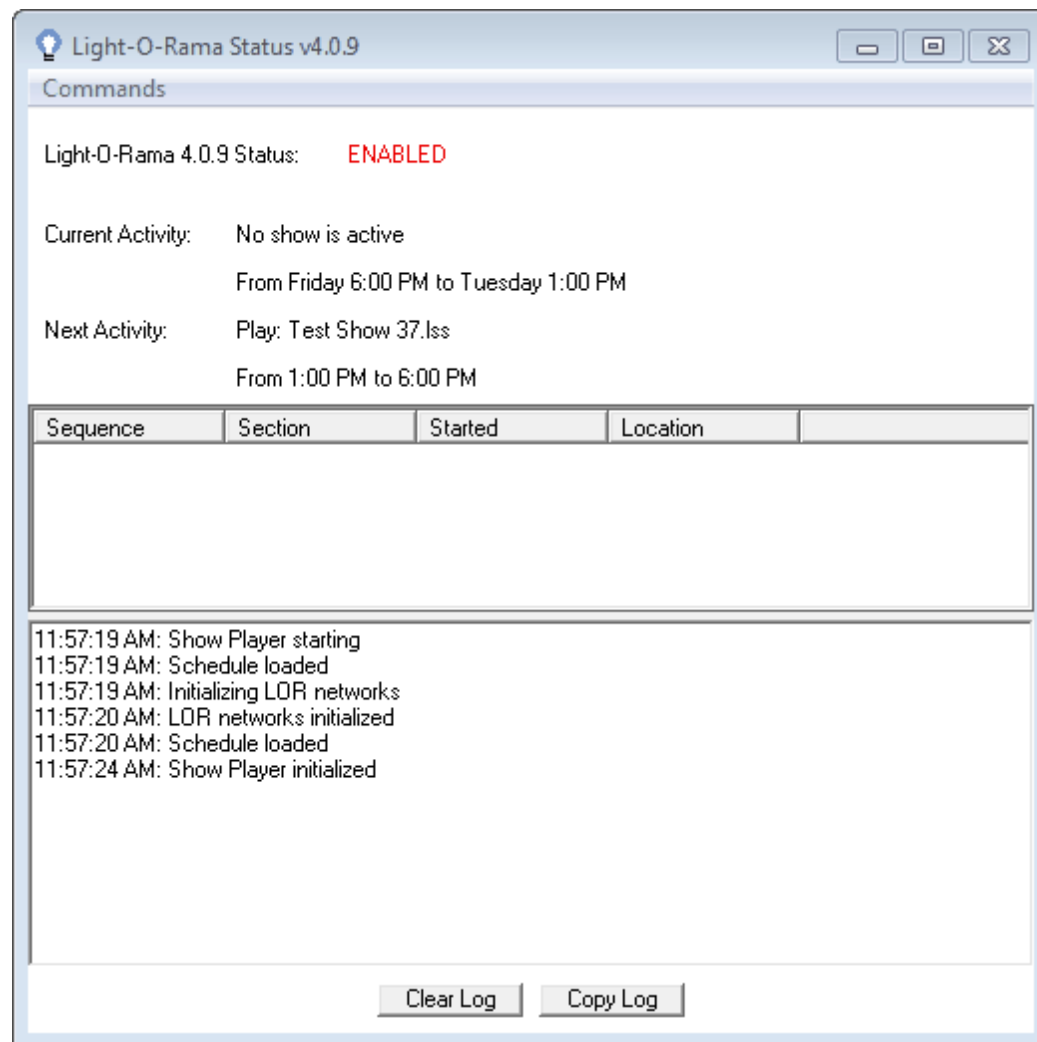 Light-O-Rama Status v4.0.9
Commands
Light-O-Rama 4.0.9 Status: ENABLED
Current Activity: No show is active
From Friday 6:00 PM to Tuesday 1:00 PM
Next Activity: Play: Test Show 37.lss
From 1:00 PM to 6:00 PM
Sequence Section Started Location
11:57:19 AM: Show Player starting
11:57:19 AM: Schedule loaded
11:57:19 AM: Initializing LOR networks
11:57:20 AM: LOR networks initialized
11:57:20 AM: Schedule loaded
11:57:24 AM: Show Player initialized
Clear Log Copy Log